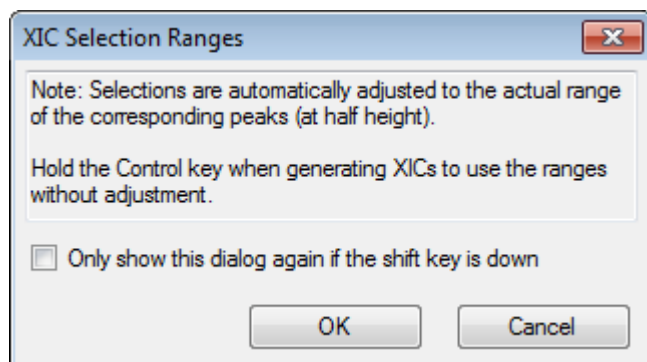 XIC Selection Ranges
Note: Selections are automatically adjusted to the actual range
of the corresponding peaks (at half height).
Hold the Control key when generating XICs to use the ranges
without adjustment.
Only show this dialog again if the shift key is down
OK
Cancel